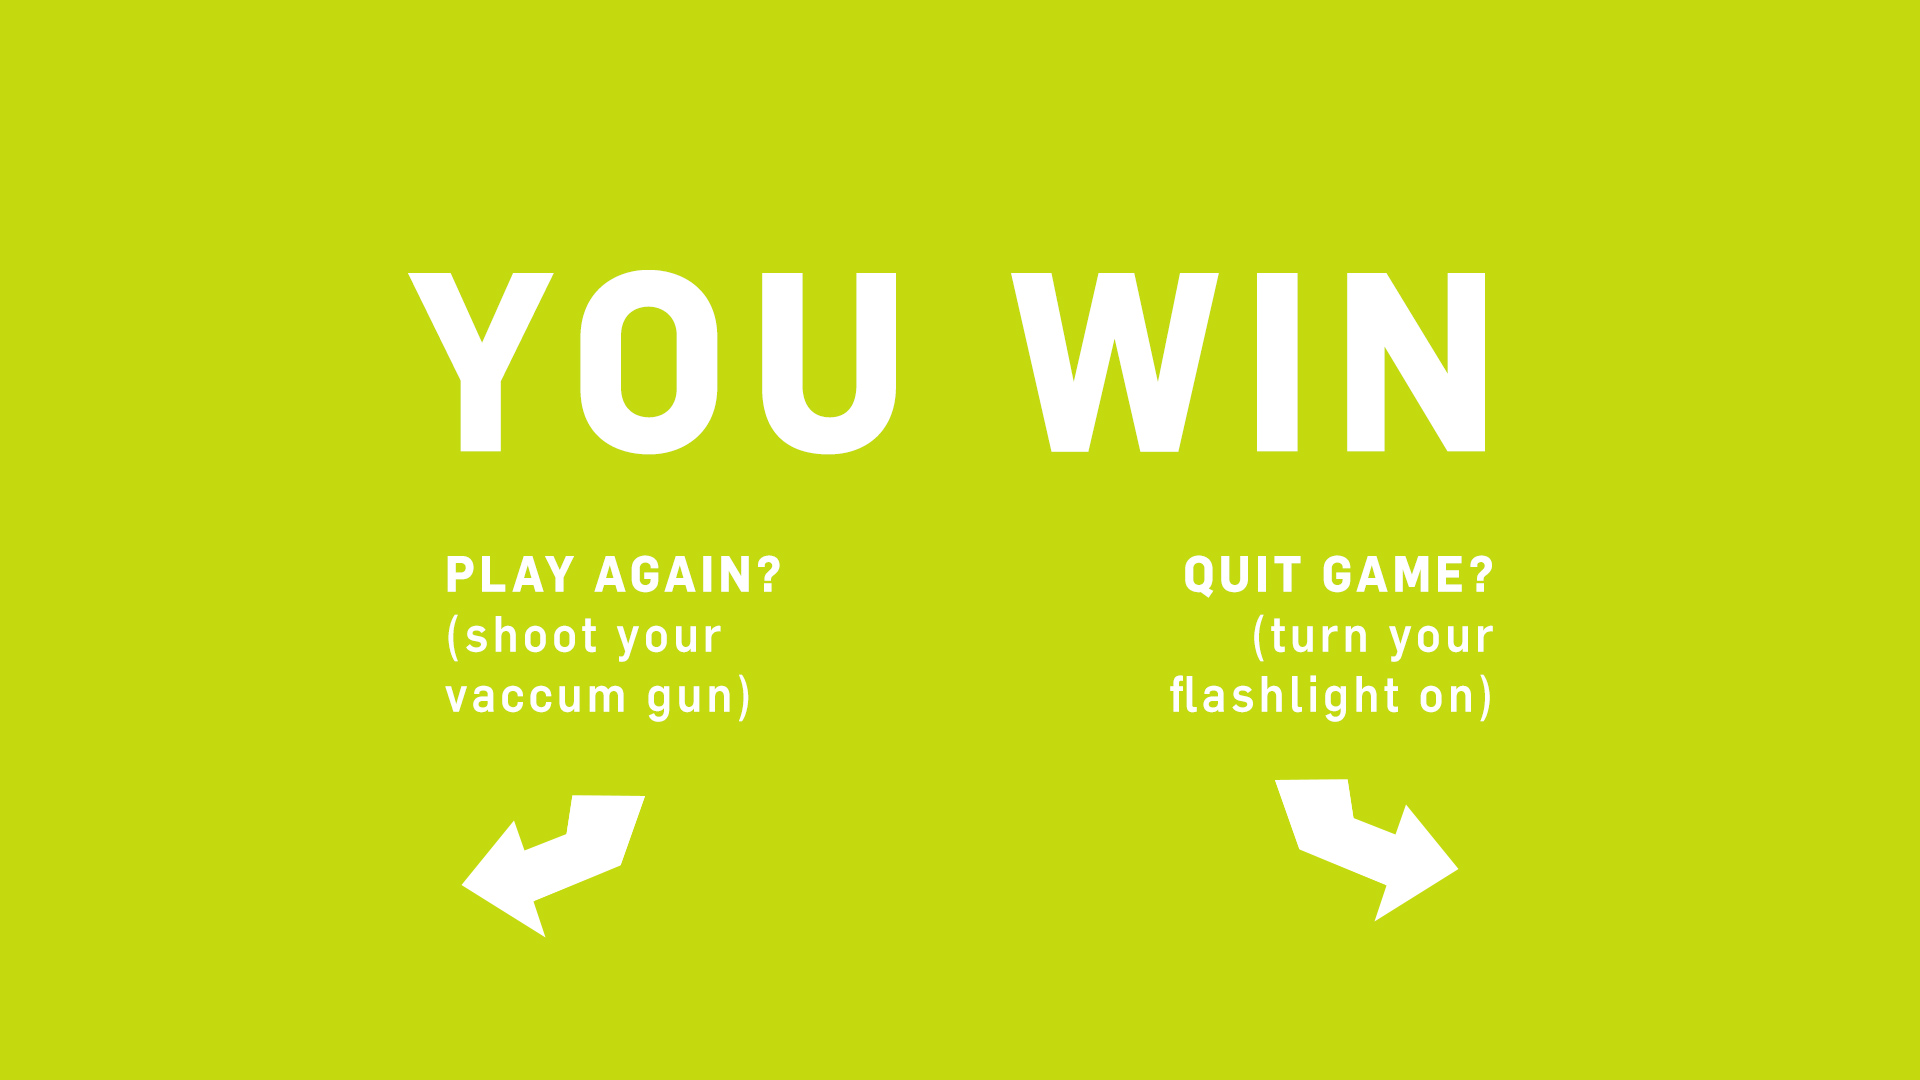 YOU WIN
PLAY AGAIN?
(shoot your
vaccum gun)
QUIT GAME?
(turn your
flashlight on)